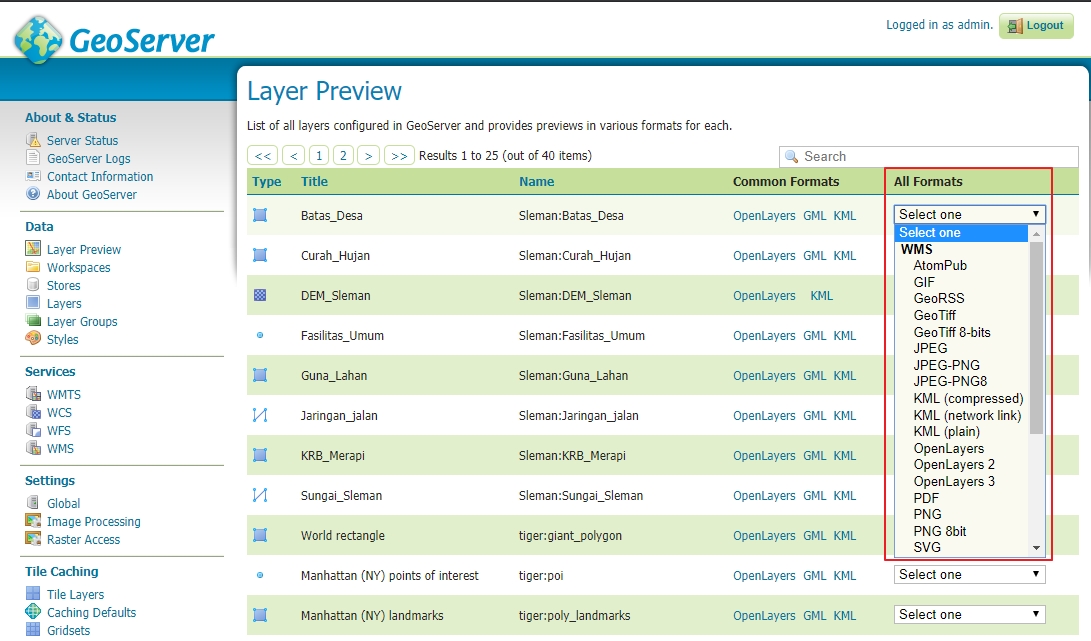 GeoServer
Logged in as admin. Logout
About & Status
Server Status
GeoServer Logs
Contact Information
About GeoServer
Data
Layer Preview
Workspaces
Stores
Layers
Layer Groups
Styles
Services
WMTS
WCS
WFS
WMS
Settings
Global
Image Processing
Raster Access
Tile Caching
Tile Layers
Caching Defaults
Gridsets
Layer Preview
List of all layers configured in GeoServer and provides previews in various formats for each.
<< < 1 2 > >> Results 1 to 25 (out of 40 items) Search
Type Title Name Common Formats All Formats
Batas_Desa Sleman:Batas_Desa OpenLayers GML KML Select one
Curah_Hujan Sleman:Curah_Hujan OpenLayers GML KML
DEM_Sleman Sleman:DEM_Sleman OpenLayers KML
Fasilitas_Umum Sleman:Fasilitas_Umum OpenLayers GML KML
Guna_Lahan Sleman:Guna_Lahan OpenLayers GML KML
Jaringan_jalan Sleman:Jaringan_jalan OpenLayers GML KML
KRB_Merapi Sleman:KRB_Merapi OpenLayers GML KML
Sungai_Sleman Sleman:Sungai_Sleman OpenLayers GML KML
World rectangle tiger:giant_polygon OpenLayers GML KML
Select one
WMS
AtomPub
GIF
GeoRSS
GeoTiff
GeoTiff 8-bits
JPEG
JPEG-PNG
JPEG-PNG8
KML (compressed)
KML (network link)
KML (plain)
OpenLayers
OpenLayers 2
OpenLayers 3
PDF
PNG
PNG 8bit
SVG
Manhattan (NY) points of interest tiger:poi OpenLayers GML KML Select one
Manhattan (NY) landmarks tiger:poly_landmarks OpenLayers GML KML Select one